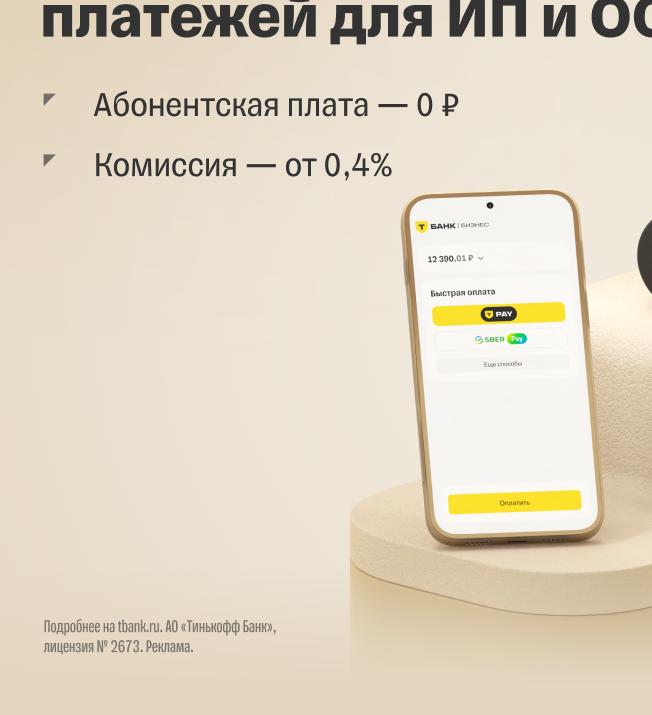 платежей для ИП и ОО
Абонентская плата — 0 ₽
Комиссия — от 0,4%
Т БАНК | БИЗНЕС
12 390,01 ₽
Быстрая оплата
Т PAY
SBER Pay
Еще способы
Оплатить
Подробнее на tbank.ru. АО «Тинькофф Банк»,
лицензия № 2673. Реклама.